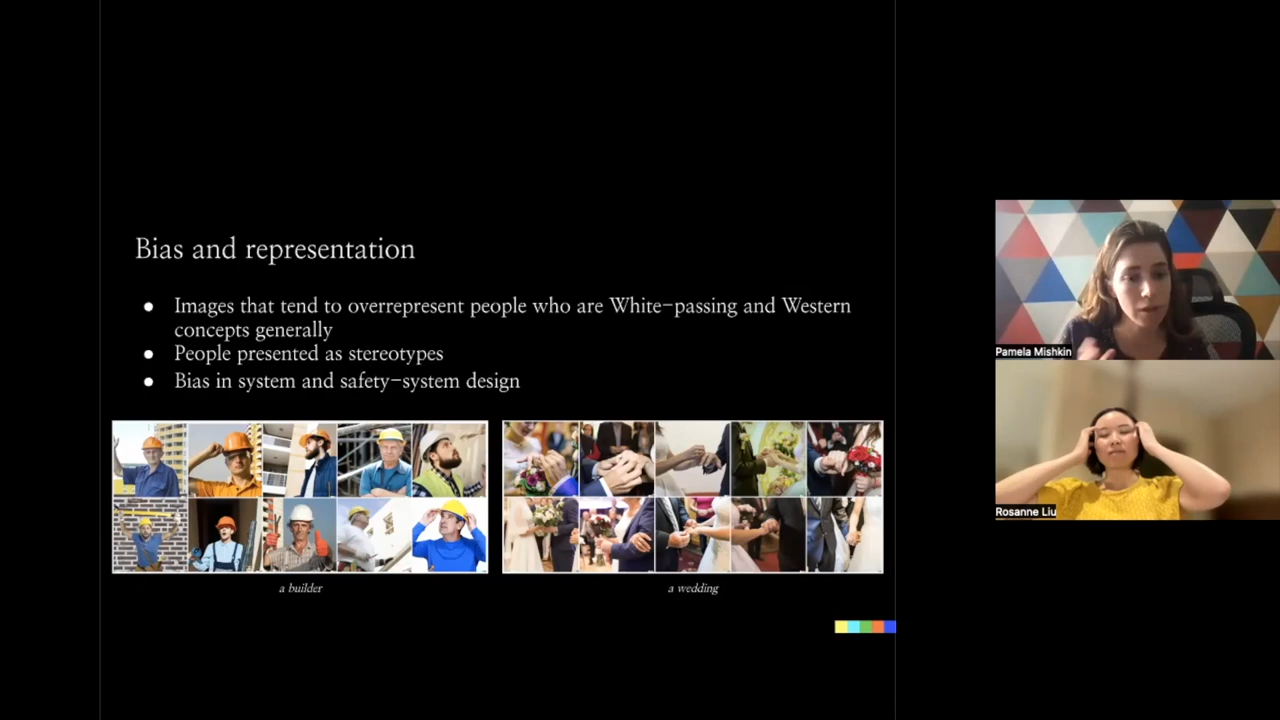 Bias and representation
● Images that tend to overrepresent people who are White-passing and Western
concepts generally
● People presented as stereotypes
● Bias in system and safety-system design
a builder
a wedding
Pamela Mishkin
Rosanne Liu